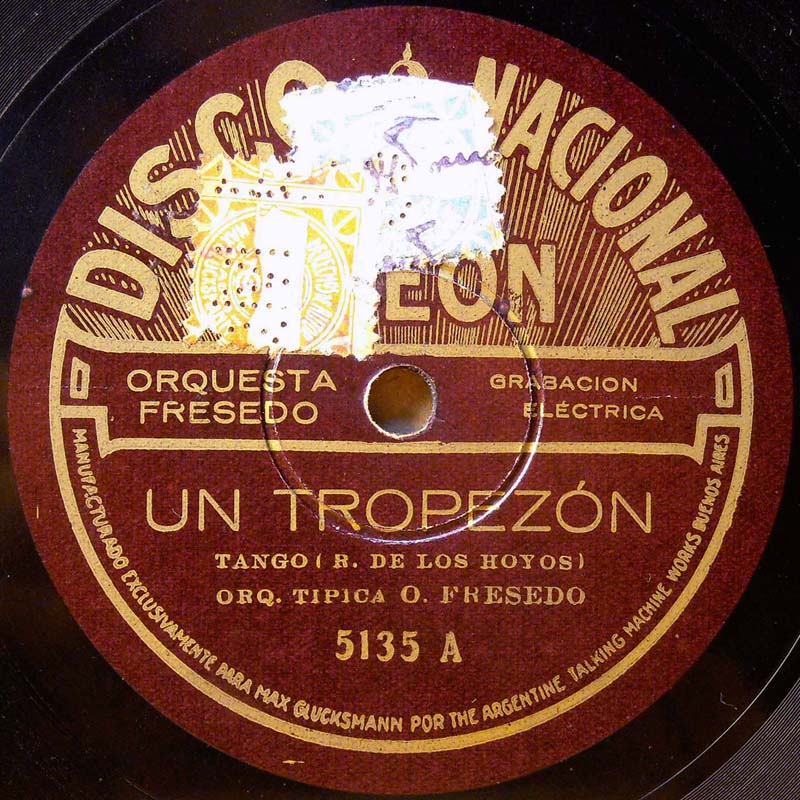 DISCO NACIONAL
EON
ORQUESTA
FRESEDO
GRABACION
ELÉCTRICA
UN TROPEZÓN
TANGO ( R. DE LOS HOYOS )
ORQ. TIPICA O. FRESEDO
5135 A
MANUFACTURADO EXCLUSIVAMENTE PARA MAX GLUCKSMANN POR THE ARGENTINE TALKING MACHINE WORKS BUENOS AIRES